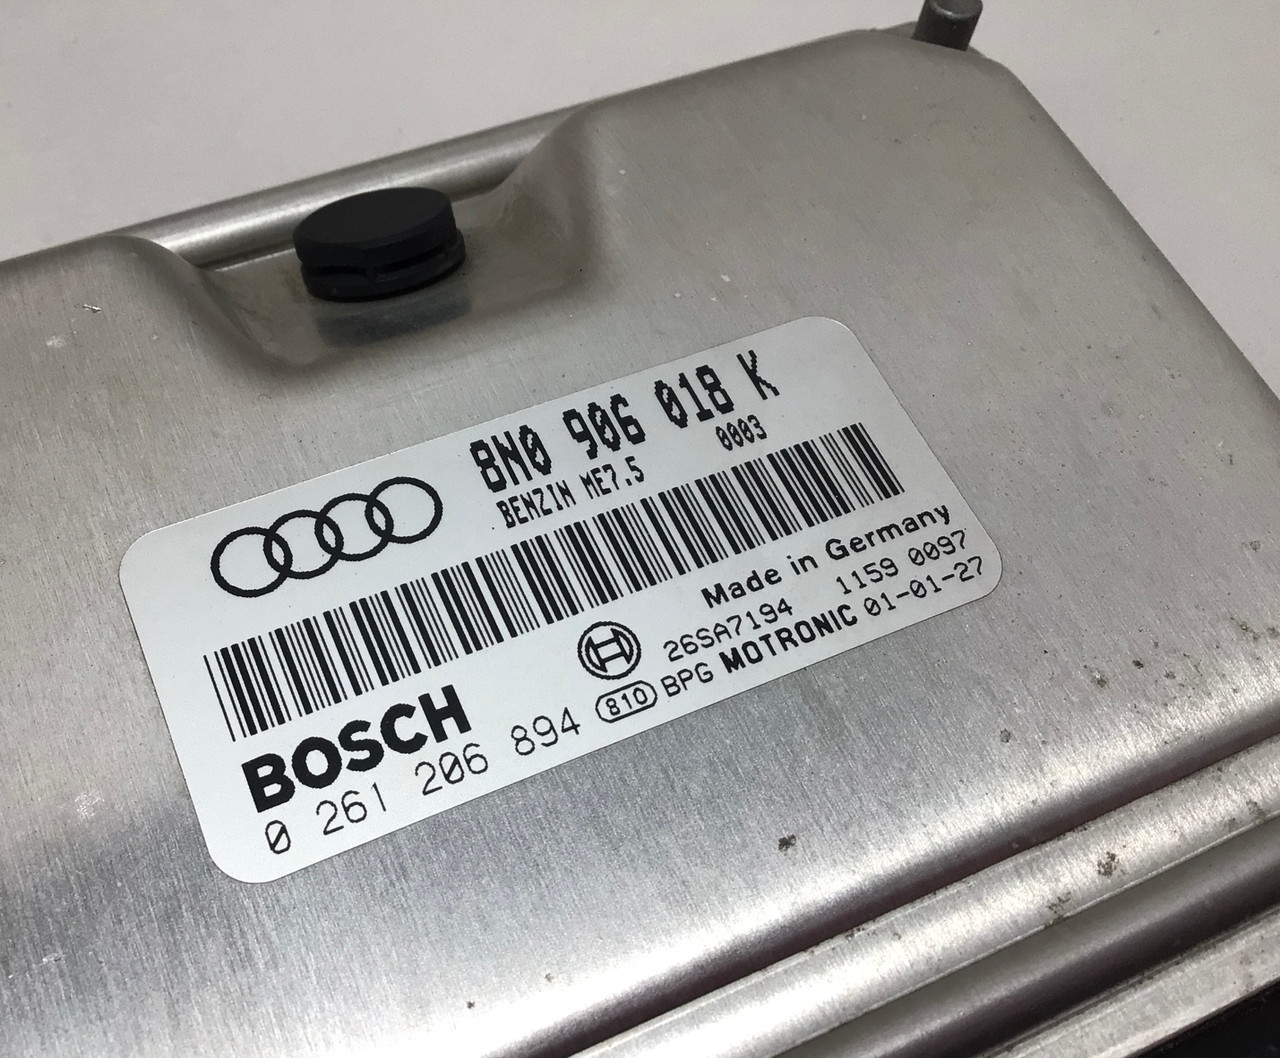 8N0 906 018 K
BENZIN ME7.5 0003
Made in Germany
26SA7194 1159 0097
BOSCH
0 261 206 894 810 BPG MOTRONIC 01-01-27